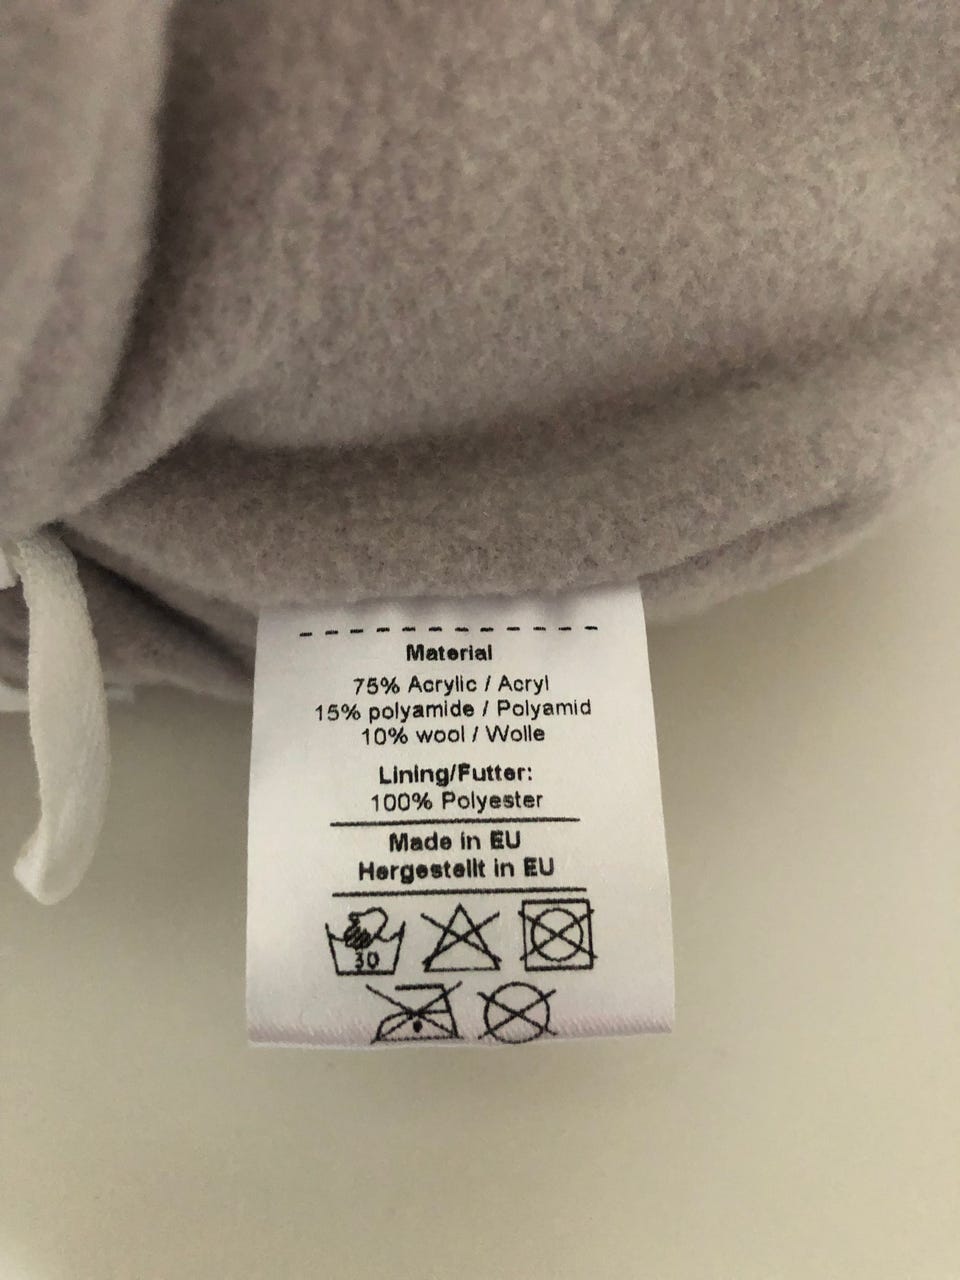 Material
75% Acrylic / Acryl
15% polyamide / Polyamid
10% wool / Wolle
Lining/Futter:
100% Polyester
Made in EU
Hergestellt in EU
30